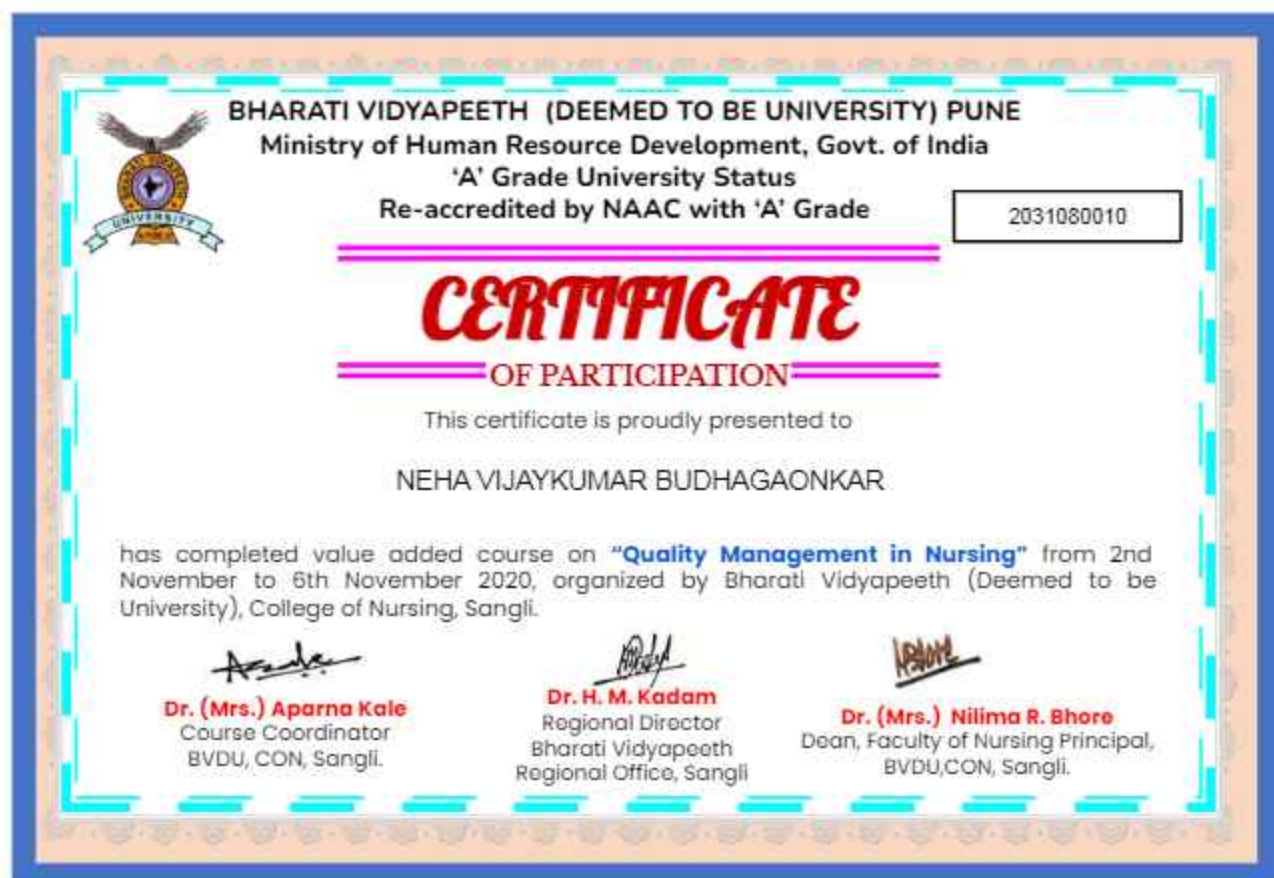 BHARATI VIDYAPEETH (DEEMED TO BE UNIVERSITY) PUNE
Ministry of Human Resource Development, Govt. of India
‘A’ Grade University Status
Re-accredited by NAAC with ‘A’ Grade
2031080010
BHARATI VIDYAPEETH
UNIVERSITY
CERTIFICATE
OF PARTICIPATION
This certificate is proudly presented to
NEHA VIJAYKUMAR BUDHAGAONKAR
has completed value added course on “Quality Management in Nursing” from 2nd
November to 6th November 2020, organized by Bharati Vidyapeeth (Deemed to be
University), College of Nursing, Sangli.
Dr. (Mrs.) Aparna Kale
Course Coordinator
BVDU, CON, Sangli.
Dr. H. M. Kadam
Regional Director
Bharati Vidyapeeth
Regional Office, Sangli
Dr. (Mrs.) Nilima R. Bhore
Dean, Faculty of Nursing Principal,
BVDU,CON, Sangli.